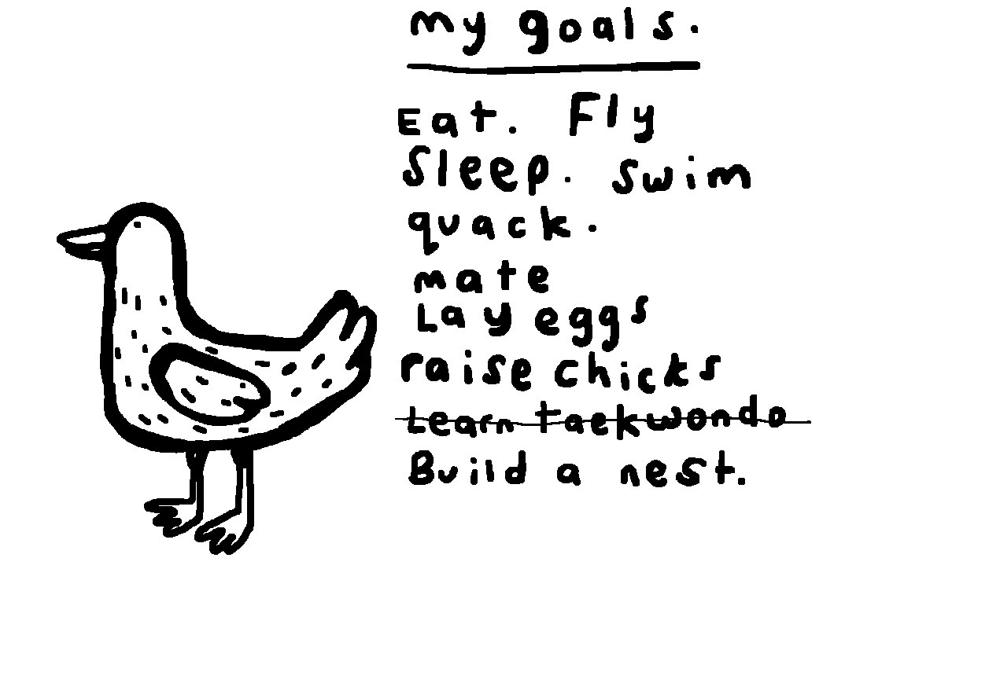 my goals.
Eat. Fly
Sleep. swim
quack.
mate
Lay eggs
raise chicks
Learn taekwondo
Build a nest.